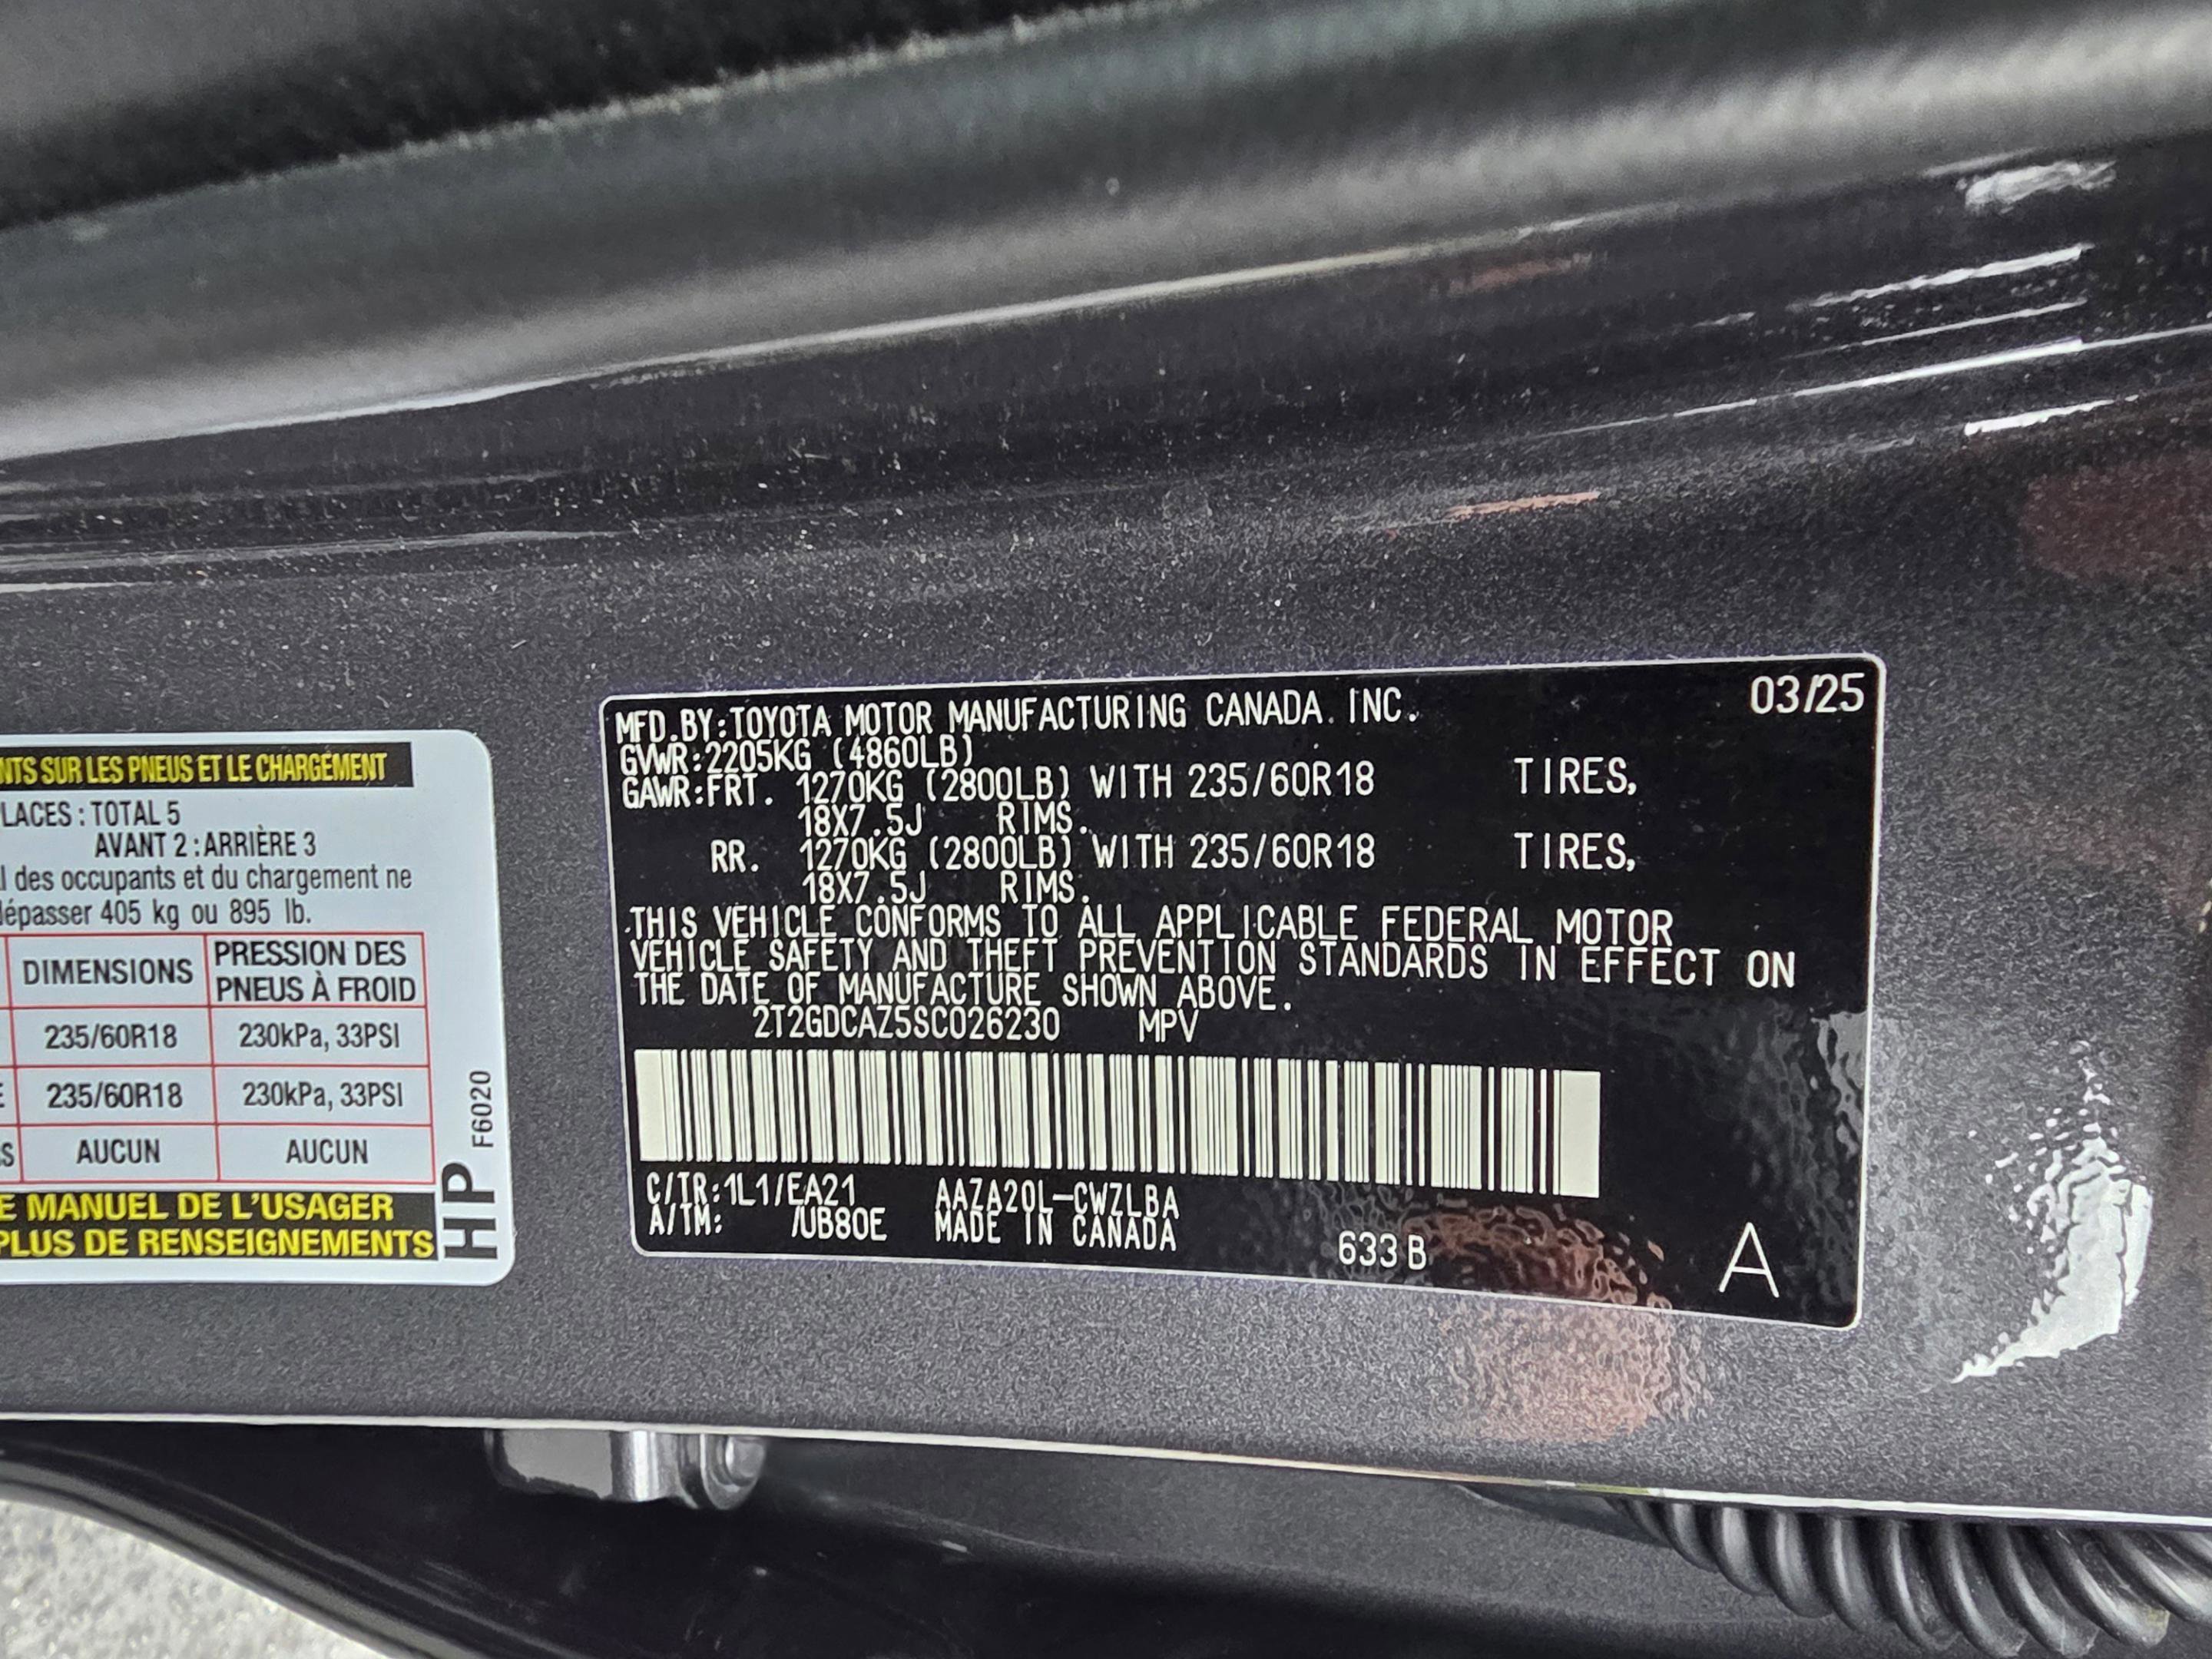 NTS SUR LES PNEUS ET LE CHARGEMENT
LACES : TOTAL 5
AVANT 2 : ARRIÈRE 3
des occupants et du chargement ne
dépasser 405 kg ou 895 lb.
DIMENSIONS PRESSION DES PNEUS À FROID
235/60R18 230kPa, 33PSI
235/60R18 230kPa, 33PSI
AUCUN AUCUN
MANUEL DE L'USAGER
PLUS DE RENSEIGNEMENTS
HP F6020
03/25
MFD.BY:TOYOTA MOTOR MANUFACTURING CANADA INC.
GVWR:2205KG (4860LB)
GAWR:FRT. 1270KG (2800LB) WITH 235/60R18 TIRES,
18X7.5J RIMS.
RR. 1270KG (2800LB) WITH 235/60R18 TIRES,
18X7.5J RIMS.
THIS VEHICLE CONFORMS TO ALL APPLICABLE FEDERAL MOTOR
VEHICLE SAFETY AND THEFT PREVENTION STANDARDS IN EFFECT ON
THE DATE OF MANUFACTURE SHOWN ABOVE.
2T2GDCAZ5SC026230 MPV
C/TR:1L1/EA21 AAZA20L-CWZLBA
A/TM: /UB80E MADE IN CANADA
633 B
A